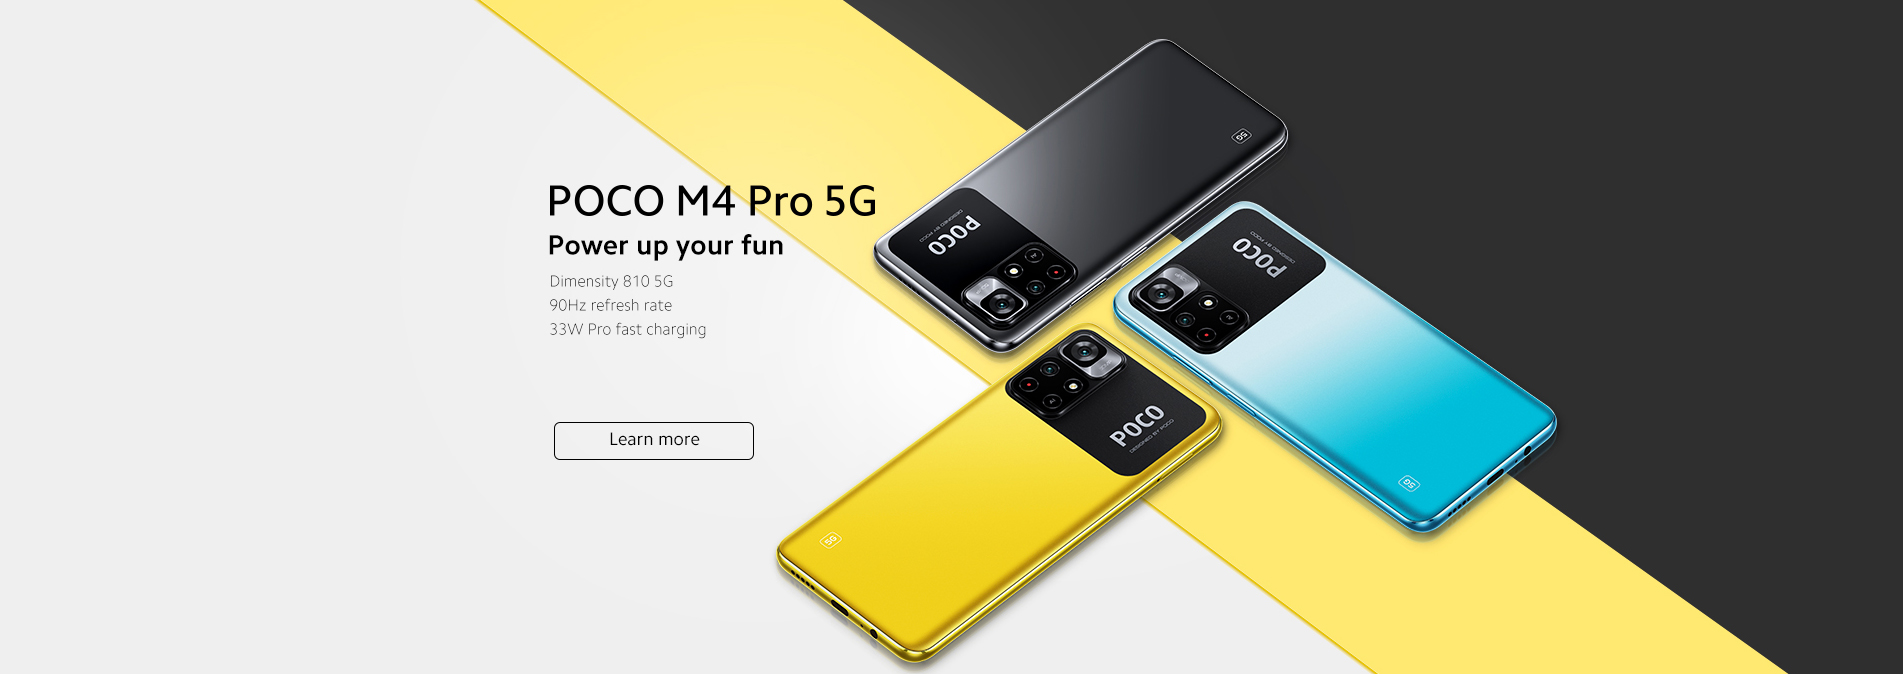 POCO M4 Pro 5G
Power up your fun
Dimensity 810 5G
90Hz refresh rate
33W Pro fast charging
Learn more
5G
POCO
DESIGNED BY POCO
POCO
DESIGNED BY POCO
5G
POCO
DESIGNED BY POCO
5G